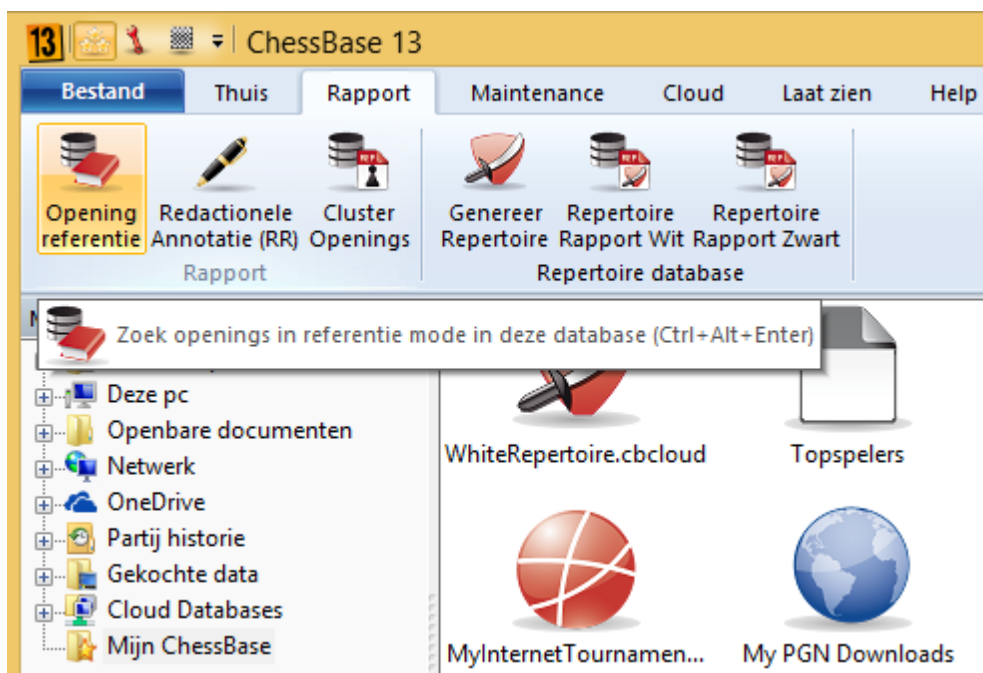 13 ChessBase 13
Bestand Thuis Rapport Maintenance Cloud Laat zien Help
Opening Redactionele Cluster Genereer Repertoire Repertoire
referentie Annotatie (RR) Openings Repertoire Rapport Wit Rapport Zwart
Rapport Repertoire database
Zoek openings in referentie mode in deze database (Ctrl+Alt+Enter)
Deze pc
Openbare documenten
WhiteRepertoire.cbcloud Topspelers
Netwerk
OneDrive
Partij historie
Gekochte data
Cloud Databases
Mijn ChessBase
MyInternetTournamen... My PGN Downloads